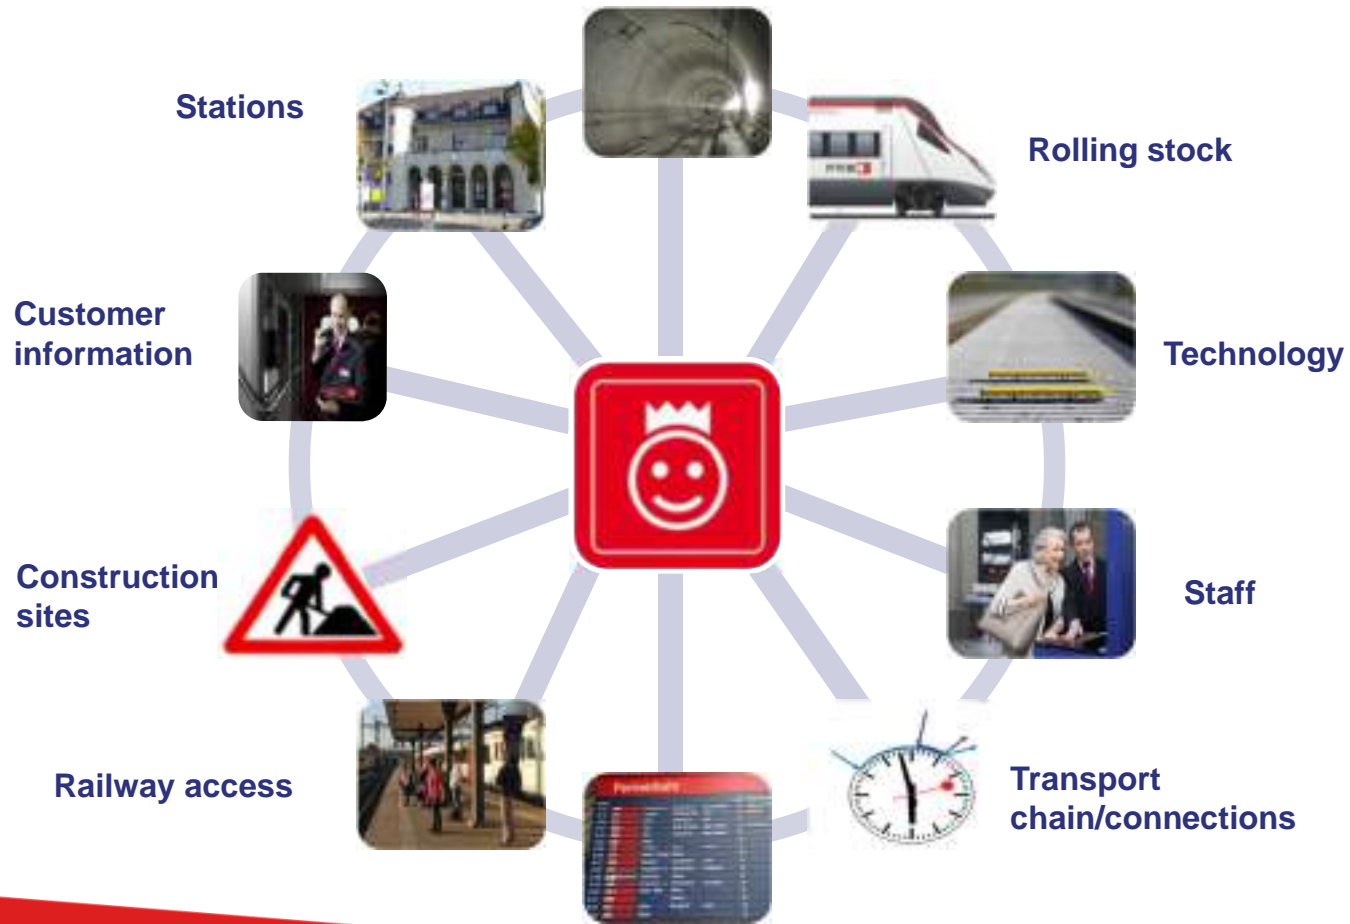 Stations
Rolling stock
Customer
information
Technology
Construction
sites
Staff
Railway access
Transport
chain/connections